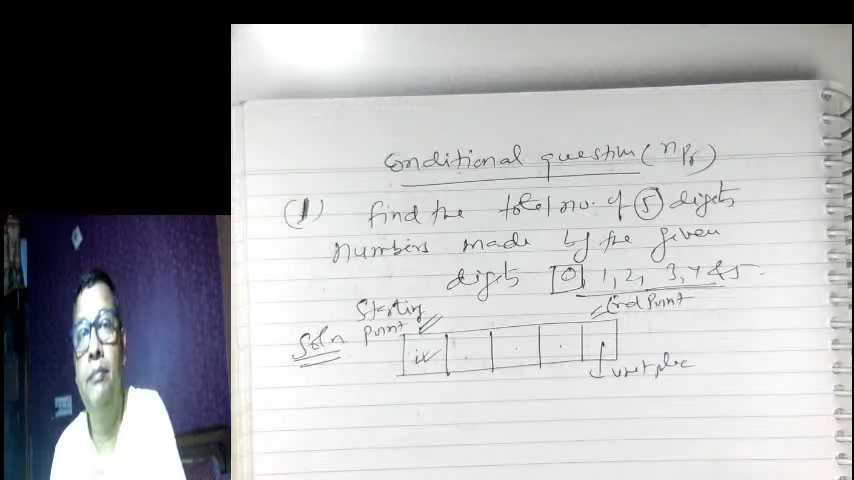 Conditional question (nPr)
(1) Find the total no. of 5 digits
numbers made by the given
digits 0, 1, 2, 3, 4 & 5.
Starting point
End Point
Soln
unit place